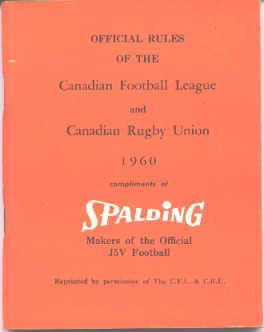 OFFICIAL RULES
OF THE
Canadian Football League
and
Canadian Rugby Union
1960
compliments of
SPALDING
Makers of the Official
J5V Football
Reprinted by permission of The C.F.L. & C.R.U.